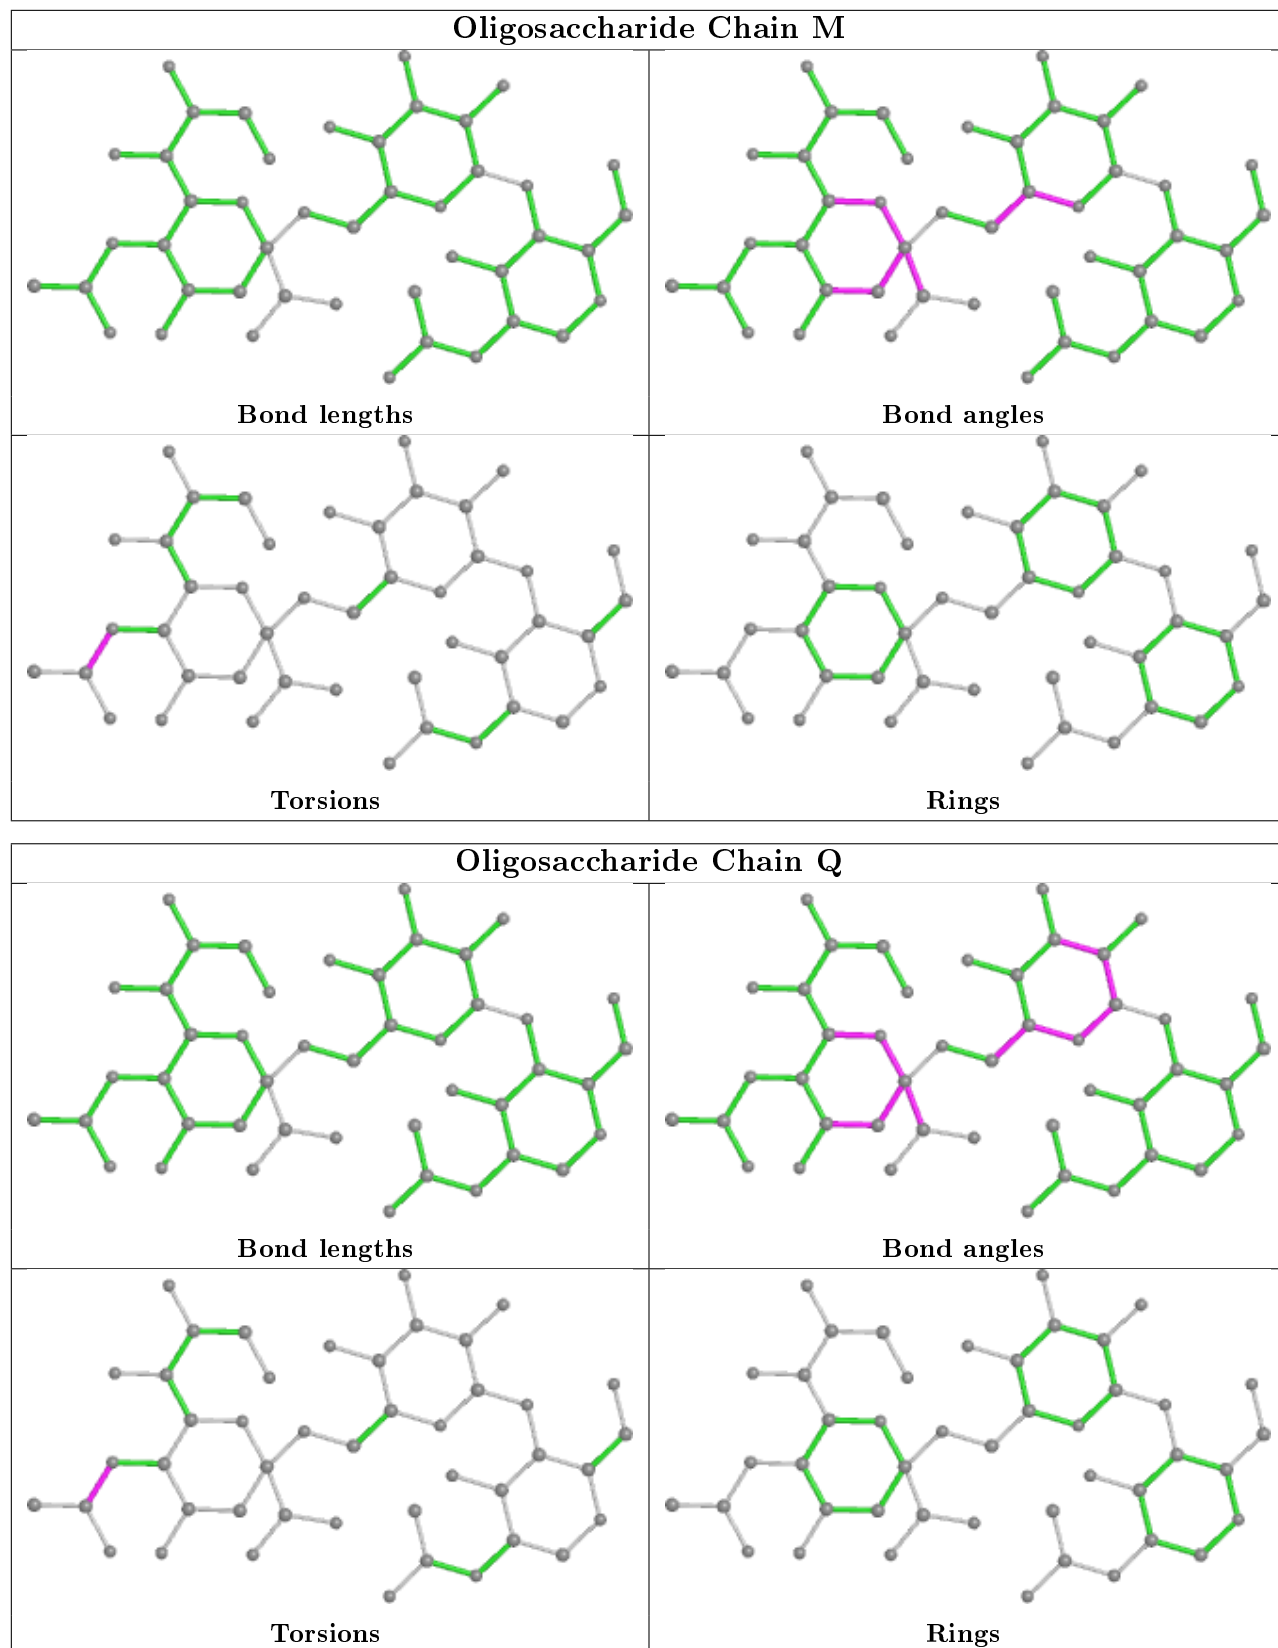 Oligosaccharide Chain M
Bond lengths
Bond angles
Torsions
Rings
Oligosaccharide Chain Q
Bond lengths
Bond angles
Torsions
Rings